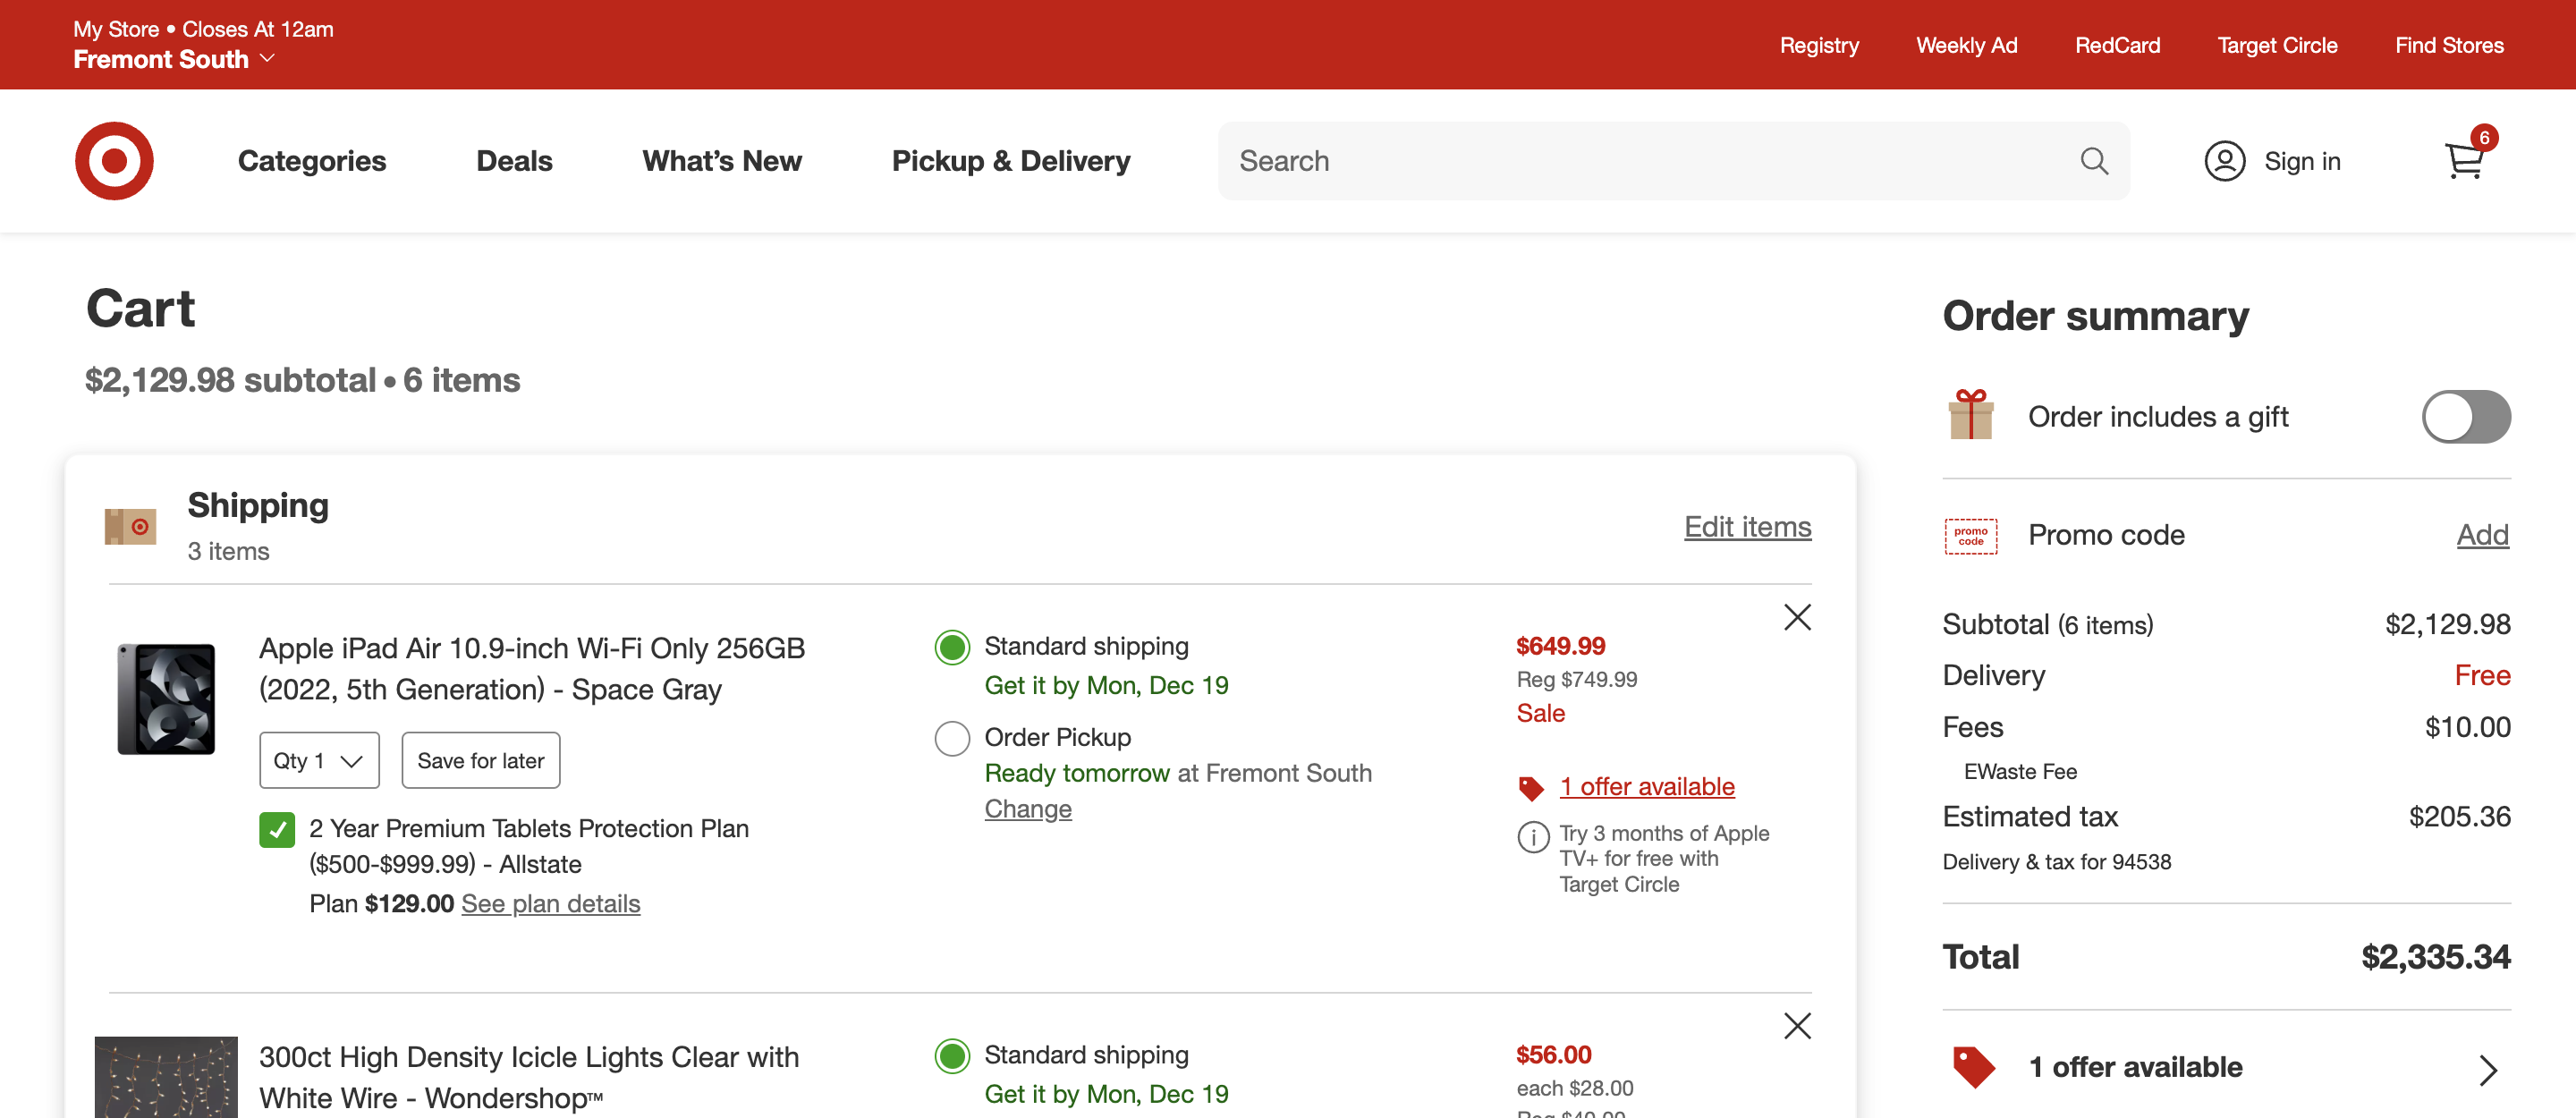 My Store • Closes At 12am
Fremont South
Registry
Weekly Ad
RedCard
Target Circle
Find Stores
Categories
Deals
What's New
Pickup & Delivery
Search
Sign in
6
Cart
$2,129.98 subtotal • 6 items
Shipping
3 items
Edit items
Apple iPad Air 10.9-inch Wi-Fi Only 256GB
(2022, 5th Generation) - Space Gray
Qty 1
Save for later
2 Year Premium Tablets Protection Plan
($500-$999.99) - Allstate
Plan $129.00 See plan details
Standard shipping
Get it by Mon, Dec 19
Order Pickup
Ready tomorrow at Fremont South
Change
$649.99
Reg $749.99
Sale
1 offer available
Try 3 months of Apple
TV+ for free with
Target Circle
300ct High Density Icicle Lights Clear with
White Wire - Wondershop™
Standard shipping
Get it by Mon, Dec 19
$56.00
each $28.00
Reg $40.00
Order summary
Order includes a gift
promo
code
Promo code
Add
Subtotal (6 items)
$2,129.98
Delivery
Free
Fees
$10.00
EWaste Fee
Estimated tax
$205.36
Delivery & tax for 94538
Total
$2,335.34
1 offer available